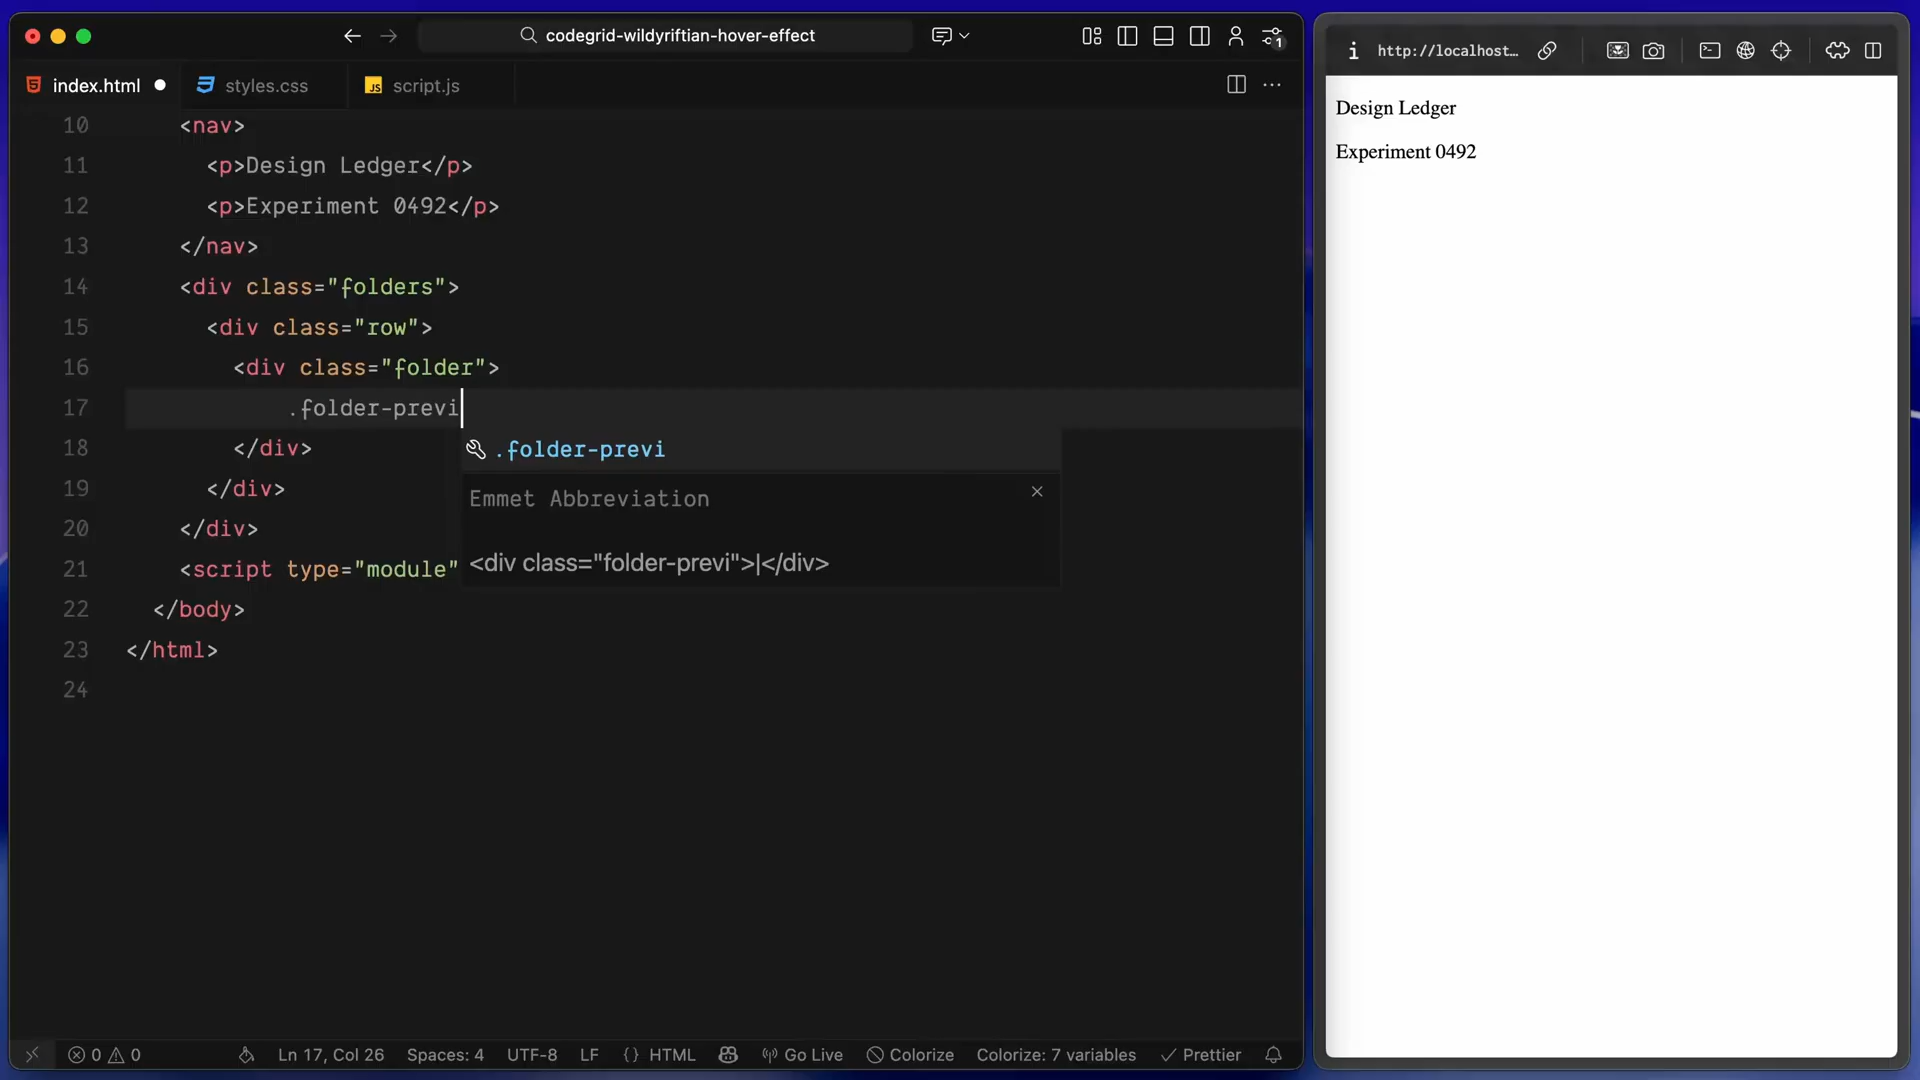 codegrid-wildyriftian-hover-effect
1
http://localhost...
index.html
styles.css
JS script.js
10 <nav>
11 <p>Design Ledger</p>
12 <p>Experiment 0492</p>
13 </nav>
14 <div class="folders">
15 <div class="row">
16 <div class="folder">
17 .folder-previ
18 </div>
19 </div>
20 </div>
21 <script type="module"
22 </body>
23 </html>
24
.folder-previ
Emmet Abbreviation
<div class="folder-previ">|</div>
Design Ledger
Experiment 0492
0 0 Ln 17, Col 26 Spaces: 4 UTF-8 LF {} HTML Go Live Colorize Colorize: 7 variables Prettier